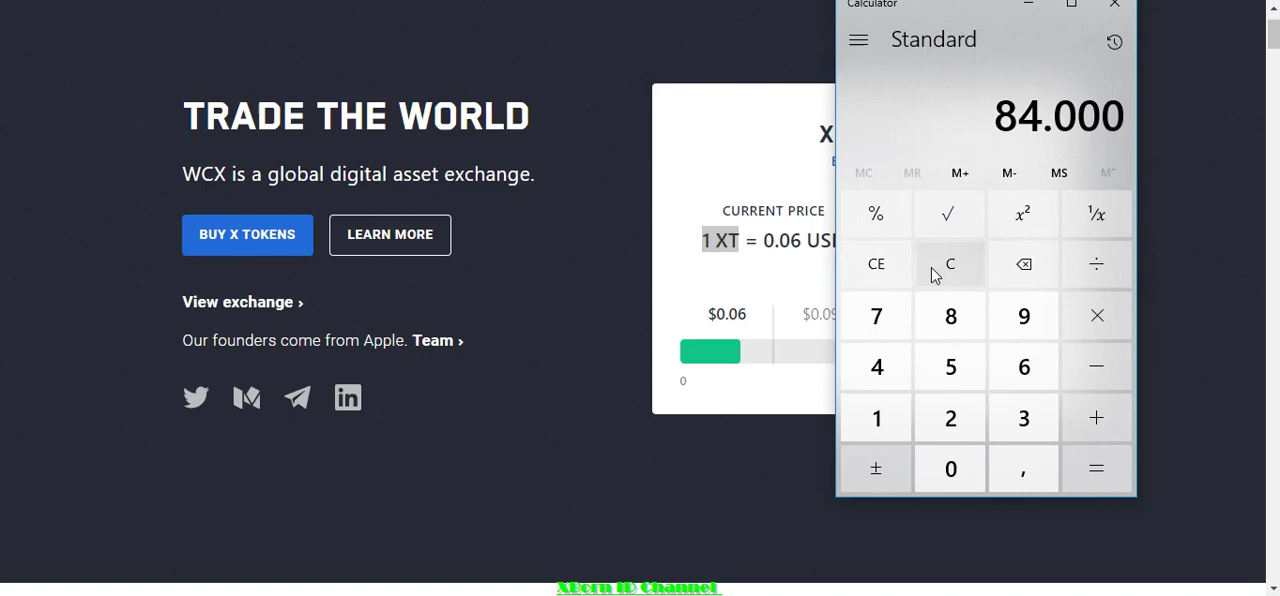 Calculator
Standard
84.000
MC MR M+ M- MS
% √ x² ¹/x
CE C ÷
7 8 9 ×
4 5 6 −
1 2 3 +
± 0 , =
TRADE THE WORLD
WCX is a global digital asset exchange.
BUY X TOKENS
LEARN MORE
View exchange ›
Our founders come from Apple. Team ›
in
X
CURRENT PRICE
1 XT = 0.06
$0.06
0
XBorn ID Channel